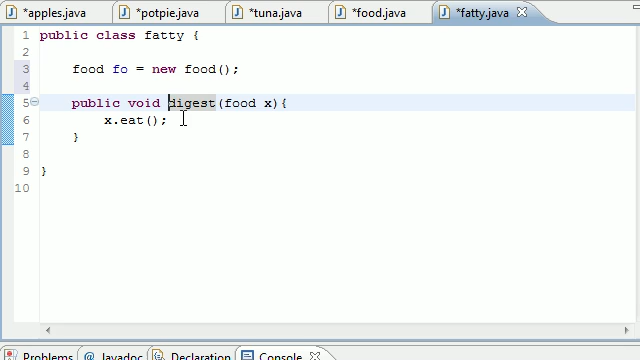 *apples.java *potpie.java *tuna.java *food.java *fatty.java
1 public class fatty {
2
3 food fo = new food();
4
5 public void digest(food x){
6 x.eat();
7 }
8
9 }
10
Problems @ Javadoc Declaration Console